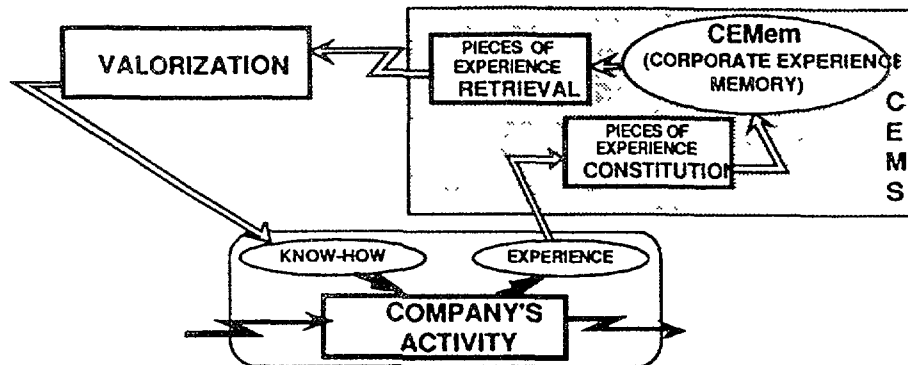 VALORIZATION
PIECES OF
EXPERIENCE
RETRIEVAL
CEMem
(CORPORATE EXPERIENCE
MEMORY)
C
E
M
S
PIECES OF
EXPERIENCE
CONSTITUTION
KNOW-HOW
EXPERIENCE
COMPANY'S
ACTIVITY